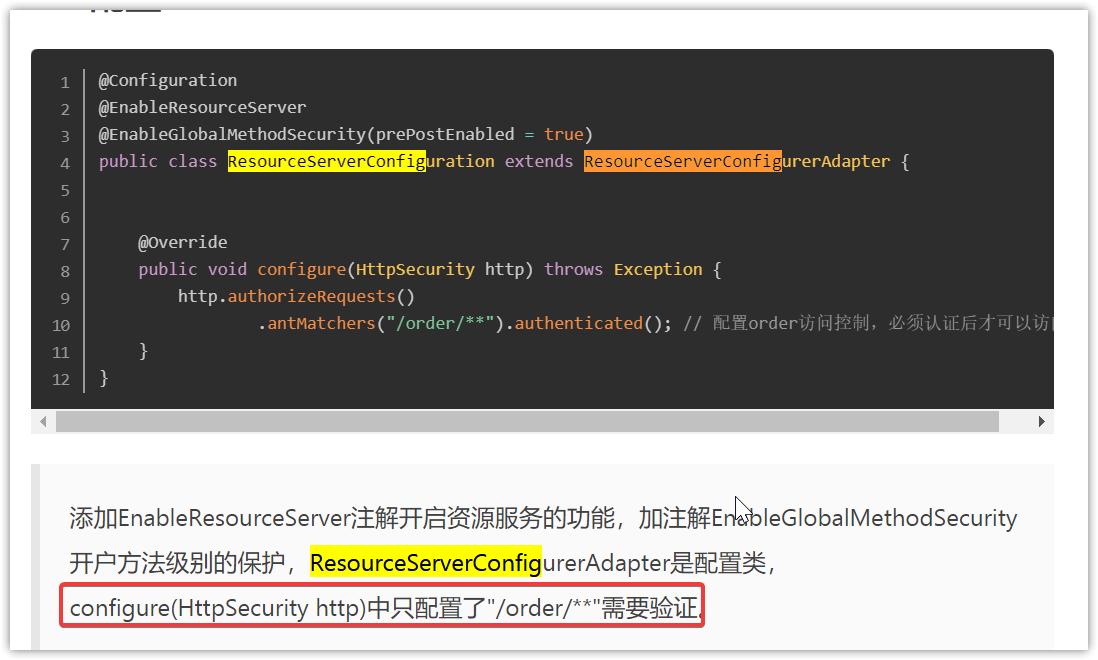 1 @Configuration
2 @EnableResourceServer
3 @EnableGlobalMethodSecurity(prePostEnabled = true)
4 public class ResourceServerConfiguration extends ResourceServerConfigurerAdapter {
5
6
7 @Override
8 public void configure(HttpSecurity http) throws Exception {
9 http.authorizeRequests()
10 .antMatchers("/order/**").authenticated(); // 配置order访问控制，必须认证后才可以访
11 }
12 }
添加EnableResourceServer注解开启资源服务的功能，加注解EnableGlobalMethodSecurity
开户方法级别的保护，ResourceServerConfigurerAdapter是配置类，
configure(HttpSecurity http)中只配置了"/order/**"需要验证。